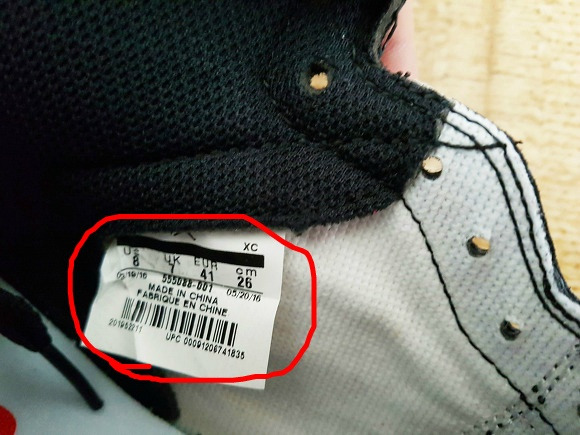 XC
US UK EUR cm
8 7 41 26
05/20/16
555088-001
MADE IN CHINA
FABRIQUE EN CHINE
UPC 00091206741835